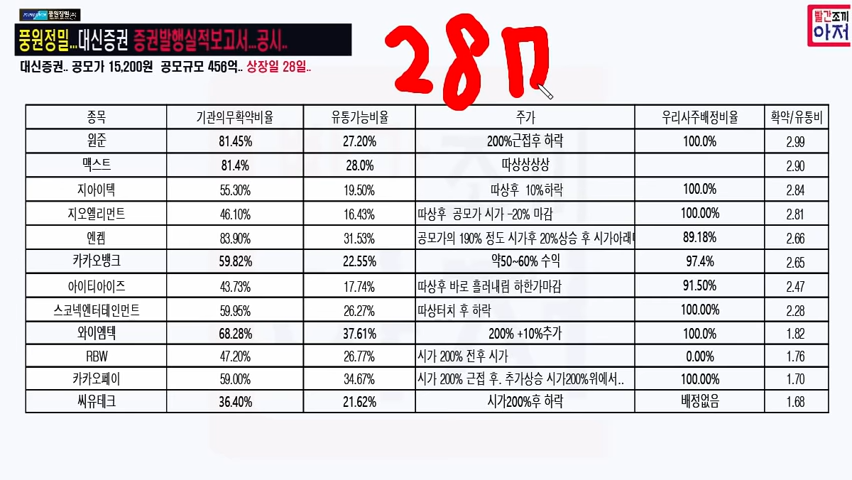 풍원정밀
풍원정밀...대신증권 증권발행실적보고서...공시..
대신증권.. 공모가 15,200원 공모규모 456억.. 상장일 28일..
28
빨간조끼
아저
종목 기관의무확약비율 유통가능비율 주가 우리사주배정비율 확약/유통비
원준 81.45% 27.20% 200%근접후 하락 100.0% 2.99
맥스트 81.4% 28.0% 따상상상상 2.90
지아이텍 55.30% 19.50% 따상후 10%하락 100.0% 2.84
지오엘리먼트 46.10% 16.43% 따상후 공모가 시가 -20% 마감 100.00% 2.81
엔켐 83.90% 31.53% 공모가의 190% 정도 시가후 20%상승 후 시가아래 89.18% 2.66
카카오뱅크 59.82% 22.55% 약50~60% 수익 97.4% 2.65
아이티아이즈 43.73% 17.74% 따상후 바로 흘러내림 하한가마감 91.50% 2.47
스코넥엔터테인먼트 59.95% 26.27% 따상터치 후 하락 100.00% 2.28
와이엠텍 68.28% 37.61% 200% +10%추가 100.0% 1.82
RBW 47.20% 26.77% 시가 200% 전후 시가 0.00% 1.76
카카오페이 59.00% 34.67% 시가 200% 근접 후. 추가상승 시가200%위에서.. 100.00% 1.70
씨유테크 36.40% 21.62% 시가200%후 하락 배정없음 1.68